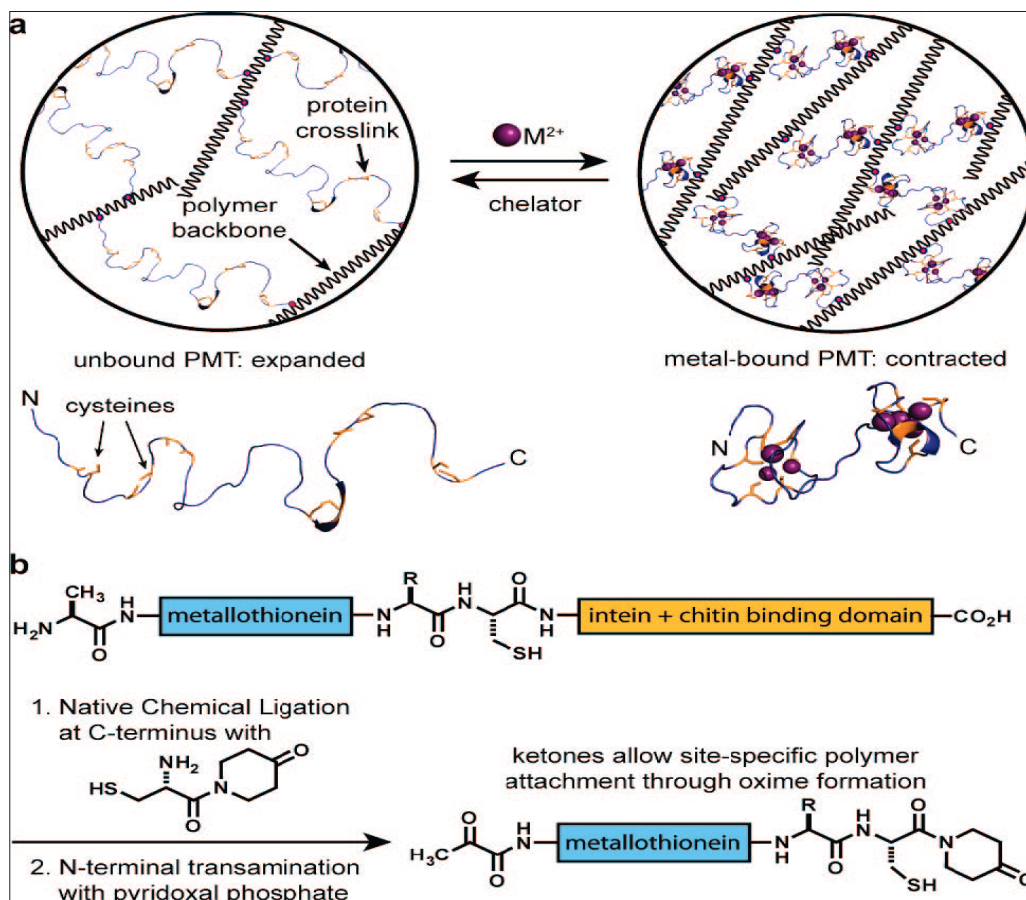 a
protein
crosslink
polymer
backbone
M²⁺
chelator
unbound PMT: expanded
metal-bound PMT: contracted
N
cysteines
C
N
C
b
CH₃
H
N
H₂N
O
metallothionein
N
H
R
O
H
N
SH
O
N
H
intein + chitin binding domain
CO₂H
1. Native Chemical Ligation
at C-terminus with
HS
NH₂
N
O
O
2. N-terminal transamination
with pyridoxal phosphate
ketones allow site-specific polymer
attachment through oxime formation
H₃C
O
O
H
N
metallothionein
N
H
R
O
H
N
SH
O
N
O